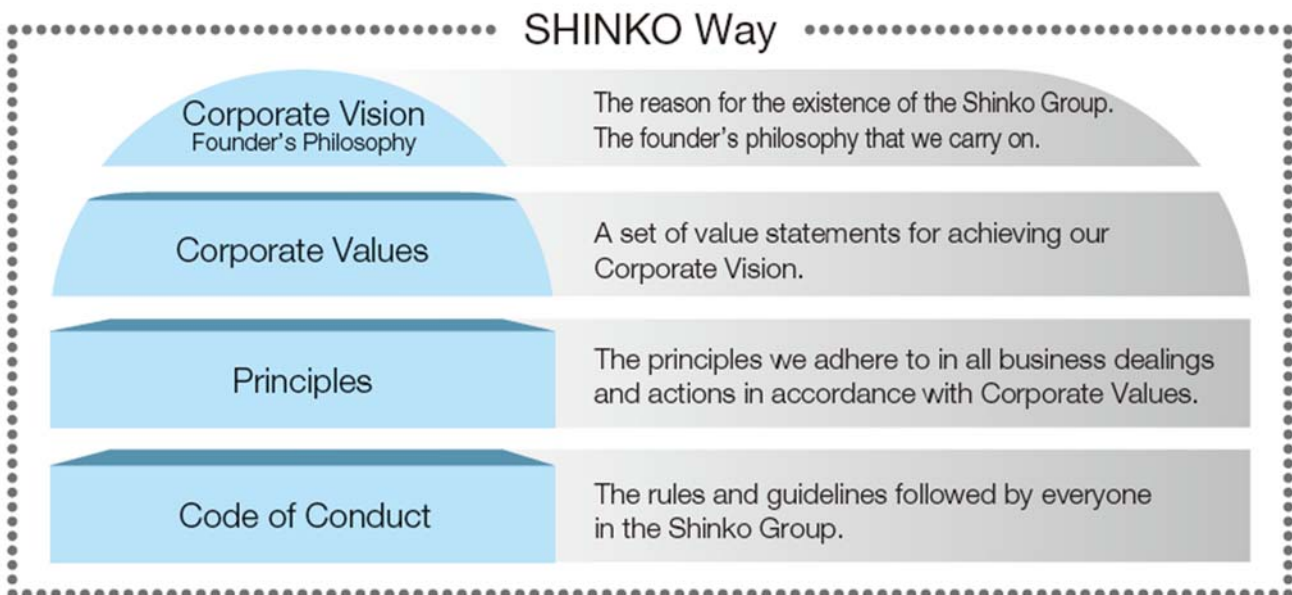 SHINKO Way
Corporate Vision
Founder's Philosophy
The reason for the existence of the Shinko Group.
The founder's philosophy that we carry on.
Corporate Values
A set of value statements for achieving our
Corporate Vision.
Principles
The principles we adhere to in all business dealings
and actions in accordance with Corporate Values.
Code of Conduct
The rules and guidelines followed by everyone
in the Shinko Group.